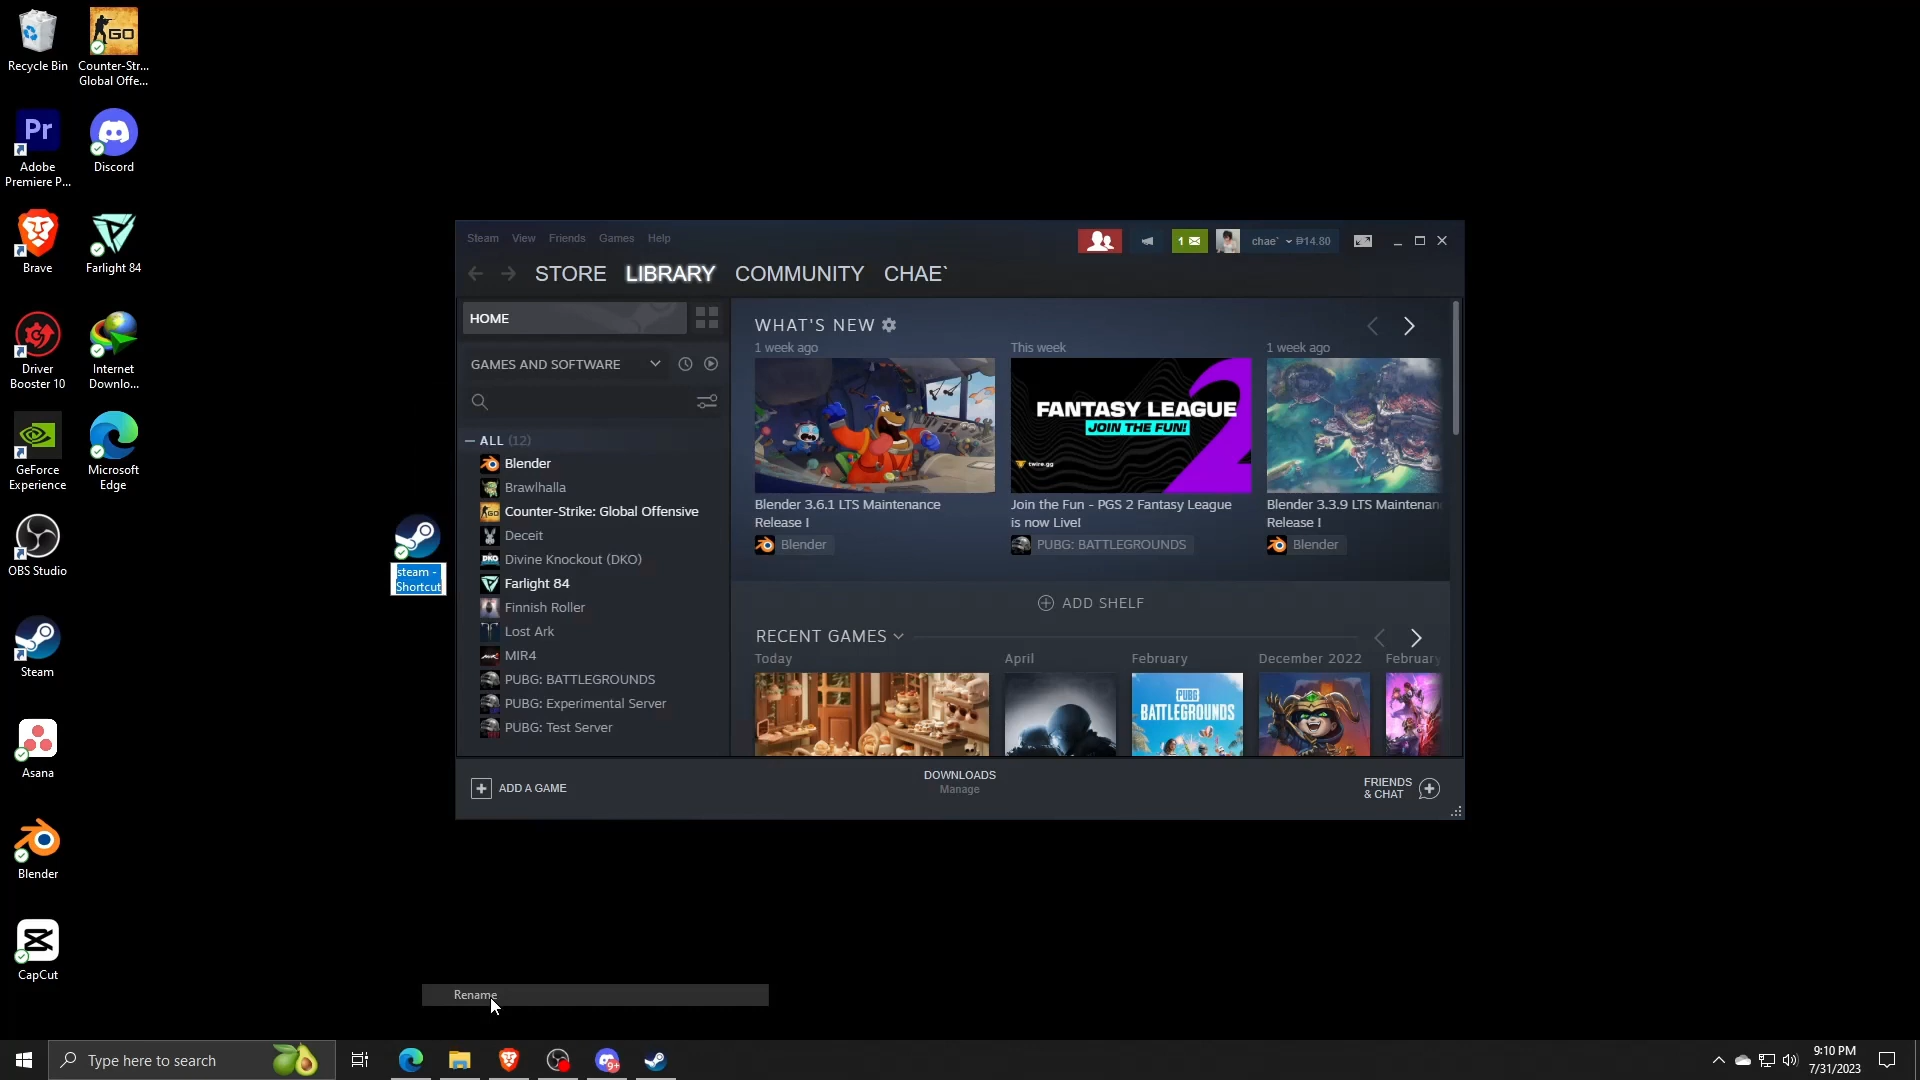 Recycle Bin
Counter-Str...
Global Offe...
GO
Pr
Adobe
Premiere P...
Discord
Brave
Farlight 84
Driver
Booster 10
Internet
Downlo...
GeForce
Experience
Microsoft
Edge
OBS Studio
Steam
Asana
Blender
CapCut
steam -
Shortcut
Steam View Friends Games Help
1
chae` ₱14.80
STORE LIBRARY COMMUNITY CHAE`
HOME
GAMES AND SOFTWARE
ALL (12)
Blender
Brawlhalla
Counter-Strike: Global Offensive
Deceit
Divine Knockout (DKO)
Farlight 84
Finnish Roller
Lost Ark
MIR4
PUBG: BATTLEGROUNDS
PUBG: Experimental Server
PUBG: Test Server
WHAT'S NEW
1 week ago
This week
1 week ago
FANTASY LEAGUE
JOIN THE FUN!
2
twire.gg
Blender 3.6.1 LTS Maintenance
Release !
Blender
Join the Fun - PGS 2 Fantasy League
is now Live!
PUBG: BATTLEGROUNDS
Blender 3.3.9 LTS Maintenan
Release !
Blender
ADD SHELF
RECENT GAMES
Today
April
February
December 2022
February
PUBG
BATTLEGROUNDS
ADD A GAME
DOWNLOADS
Manage
FRIENDS
& CHAT
Rename
Type here to search
9+
9:10 PM
7/31/2023